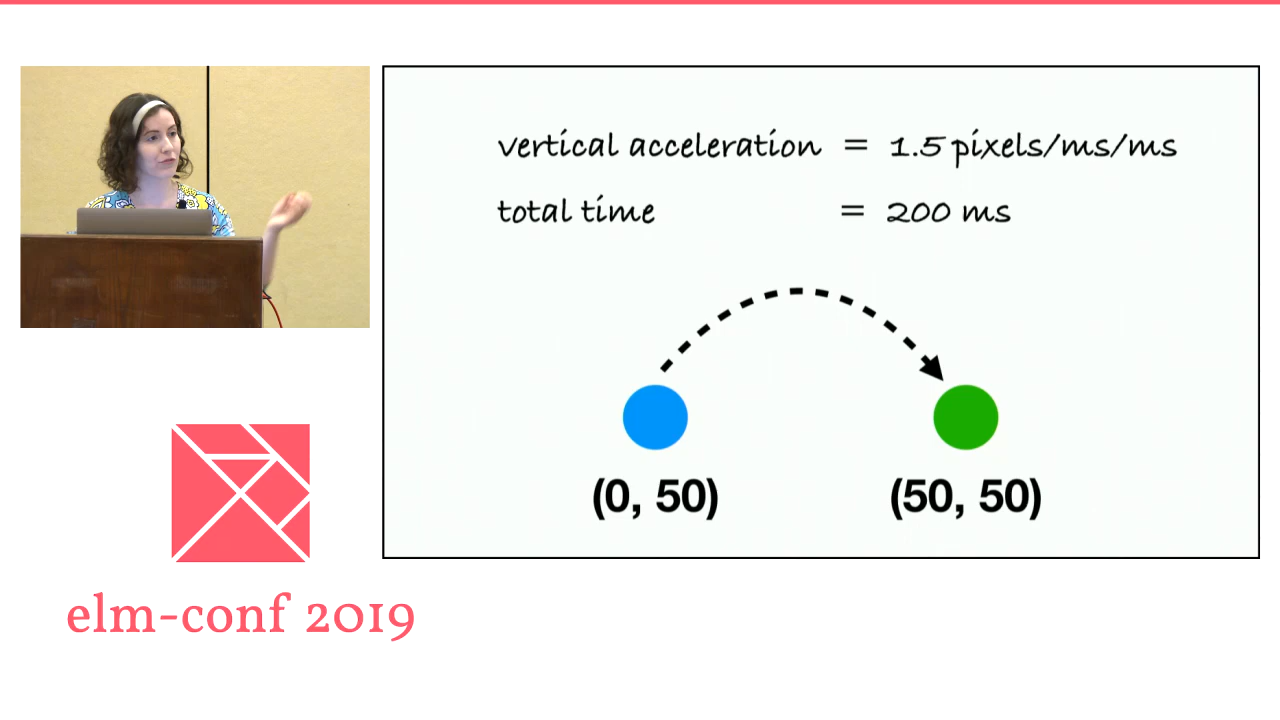 vertical acceleration = 1.5 pixels/ms/ms
total time = 200 ms
(0, 50) (50, 50)
elm-conf 2019